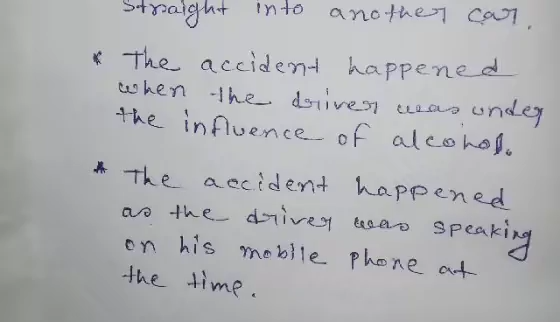 straight into another car.
* The accident happened
when the driver was under
the influence of alcohol.
* The accident happened
as the driver was speaking
on his mobile phone at
the time.